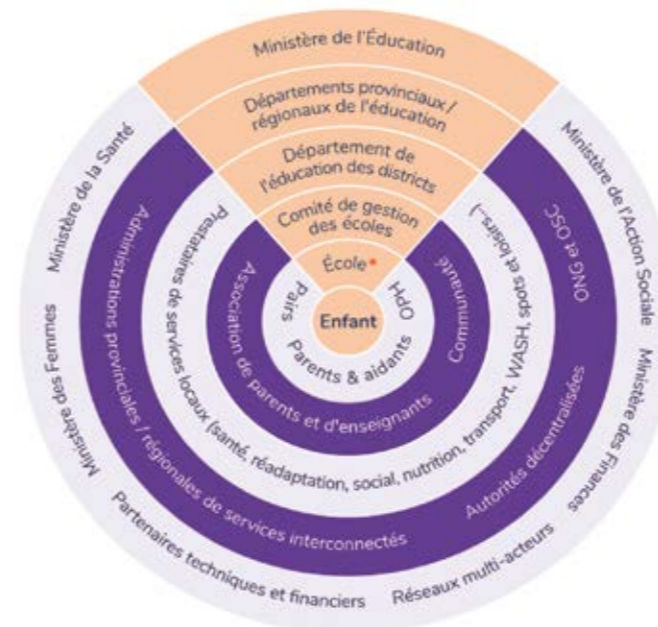 Ministère de l'Éducation
Départements provinciaux /
régionaux de l'éducation
Département de
l'éducation des districts
Comité de gestion
des écoles
École*
Enfant
Pairs
OPH
Parents & aidants
Association de parents et d'enseignants
Communauté
Prestataires de services locaux (santé, réadaptation, social, nutrition, transport, WASH, spots et loisirs...)
Administrations provinciales / régionales de services interconnectés
Autorités décentralisées
ONG et OSC
Ministère de la Santé
Ministère des Femmes
Partenaires techniques et financiers
Réseaux multi-acteurs
Ministère des Finances
Ministère de l'Action Sociale